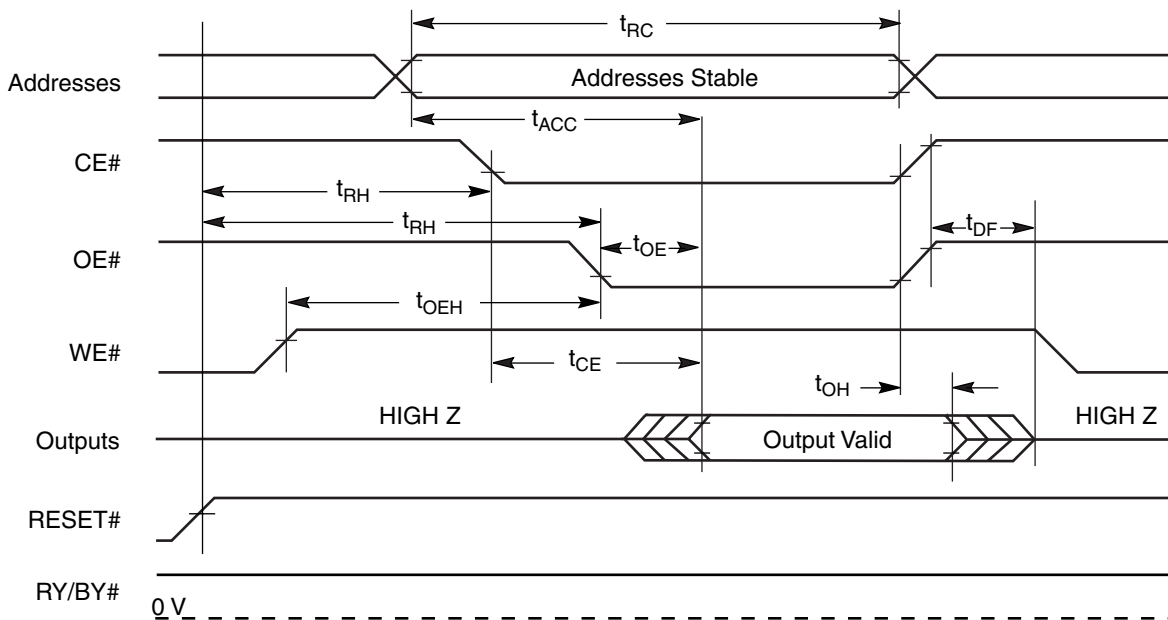 tRC
Addresses
Addresses Stable
tACC
CE#
tRH
tRH
tDF
OE#
tOE
tOEH
WE#
tCE
tOH
HIGH Z
HIGH Z
Outputs
Output Valid
RESET#
RY/BY#
0 V